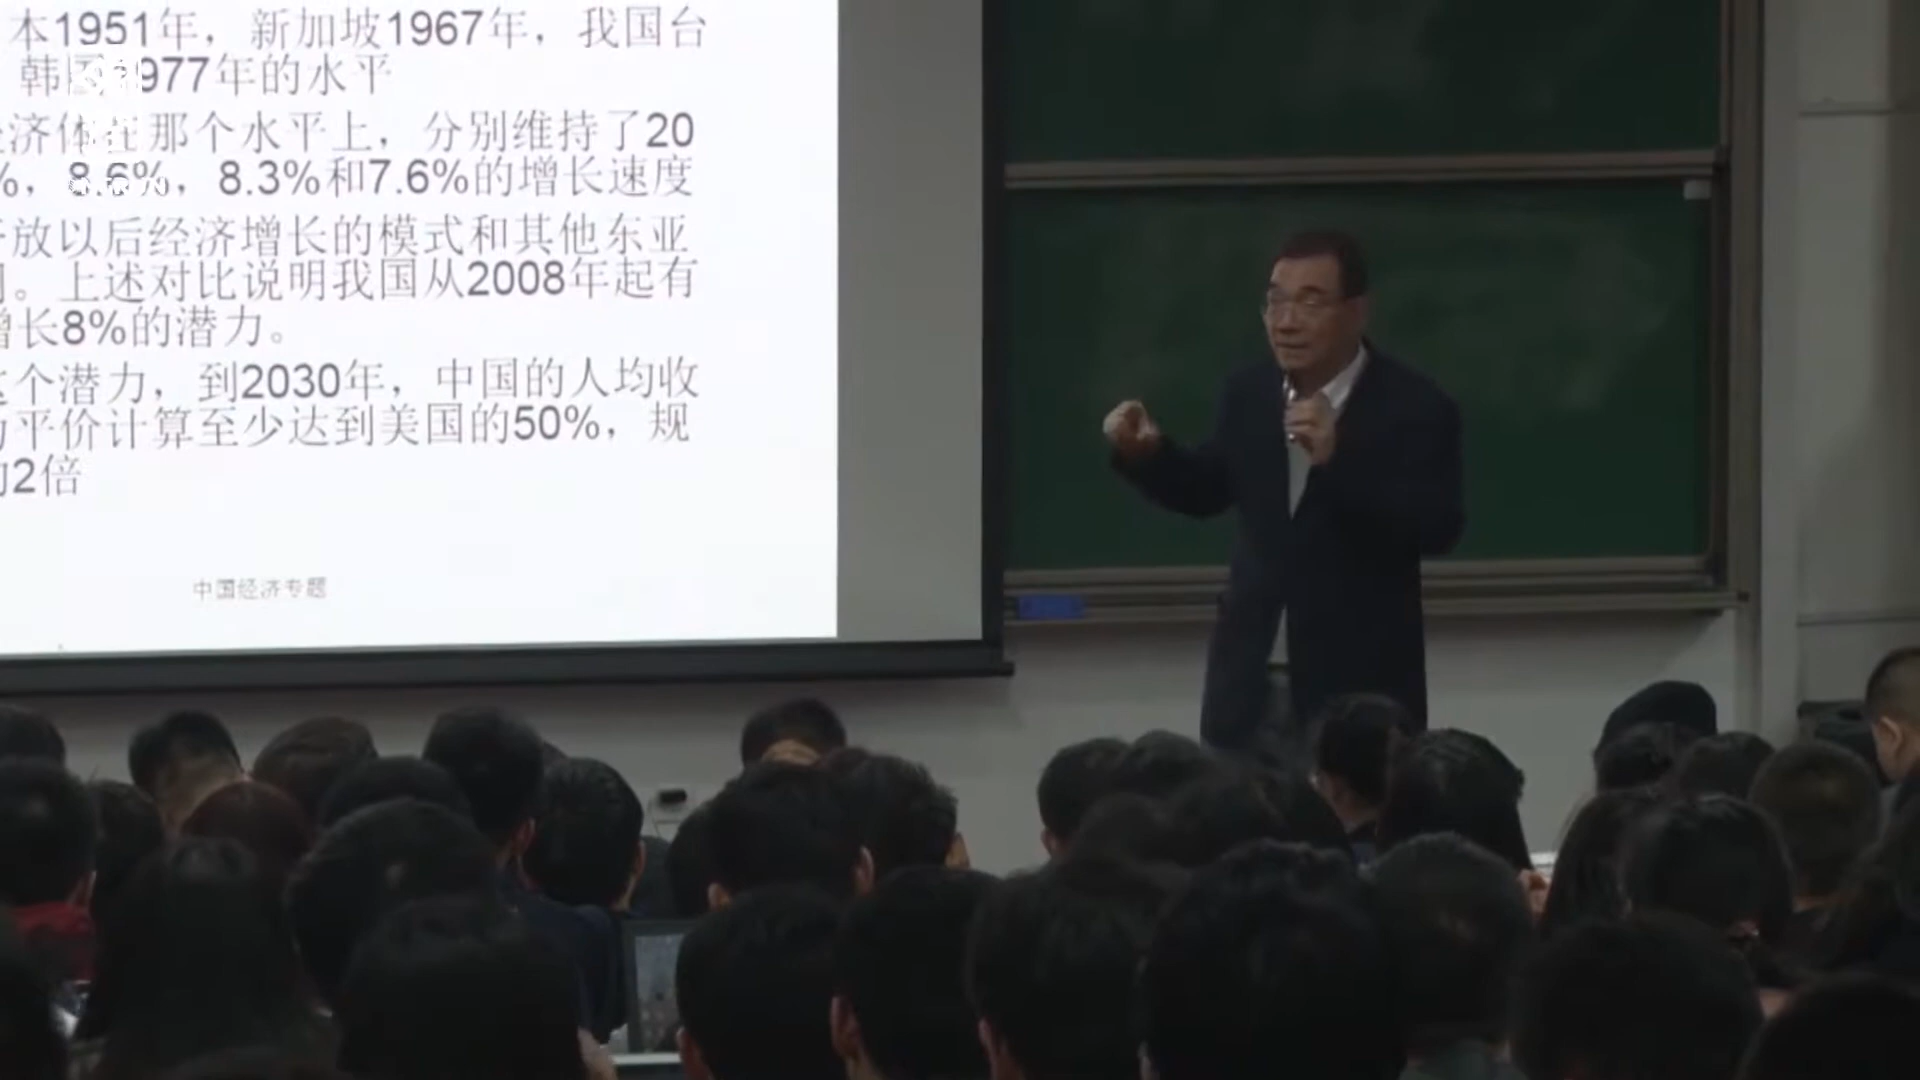 本1951年，新加坡1967年，我国台
韩国1977年的水平
经济体在那个水平上，分别维持了20
%，8.6%，8.3%和7.6%的增长速度
放以后经济增长的模式和其他东亚
。上述对比说明我国从2008年起有
增长8%的潜力。
这个潜力，到2030年，中国的人均收
平价计算至少达到美国的50%，规
的2倍
中国经济专题